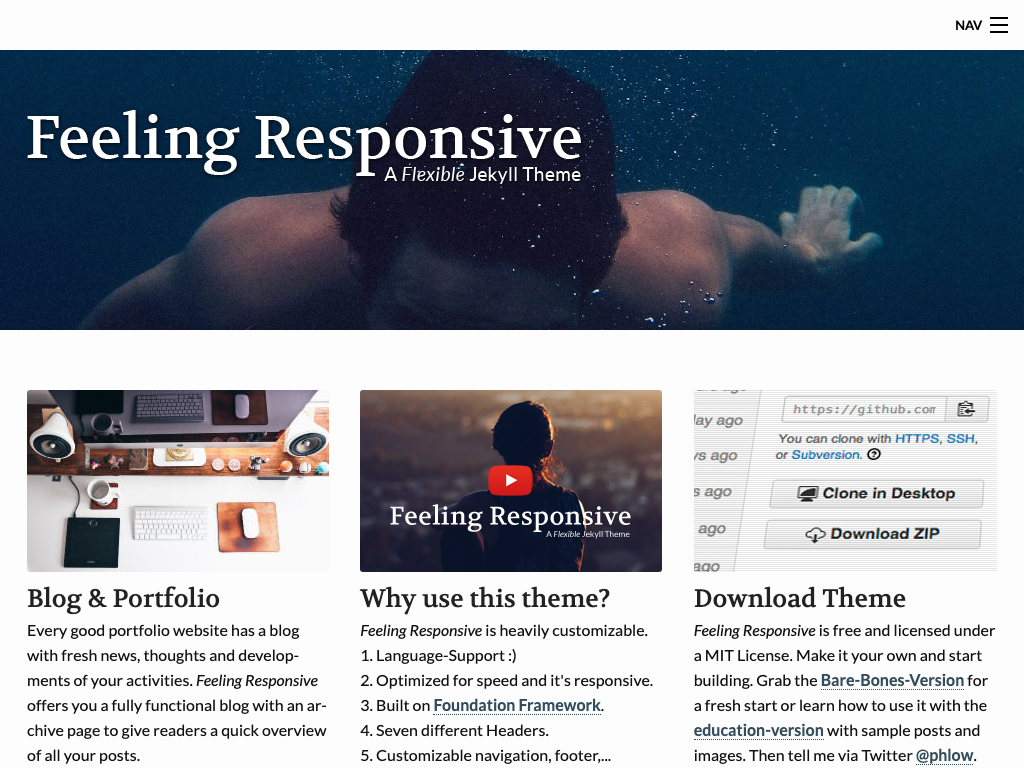 NAV
Feeling Responsive
A Flexible Jekyll Theme
Feeling Responsive
A Flexible Jekyll Theme
day ago
https://github.com
You can clone with HTTPS, SSH,
or Subversion.
Clone in Desktop
ago
Download ZIP
ago
Blog & Portfolio
Every good portfolio website has a blog
with fresh news, thoughts and develop-
ments of your activities. Feeling Responsive
offers you a fully functional blog with an ar-
chive page to give readers a quick overview
of all your posts.
Why use this theme?
Feeling Responsive is heavily customizable.
1. Language-Support :)
2. Optimized for speed and it's responsive.
3. Built on Foundation Framework.
4. Seven different Headers.
5. Customizable navigation, footer,...
Download Theme
Feeling Responsive is free and licensed under
a MIT License. Make it your own and start
building. Grab the Bare-Bones-Version for
a fresh start or learn how to use it with the
education-version with sample posts and
images. Then tell me via Twitter @phlow.